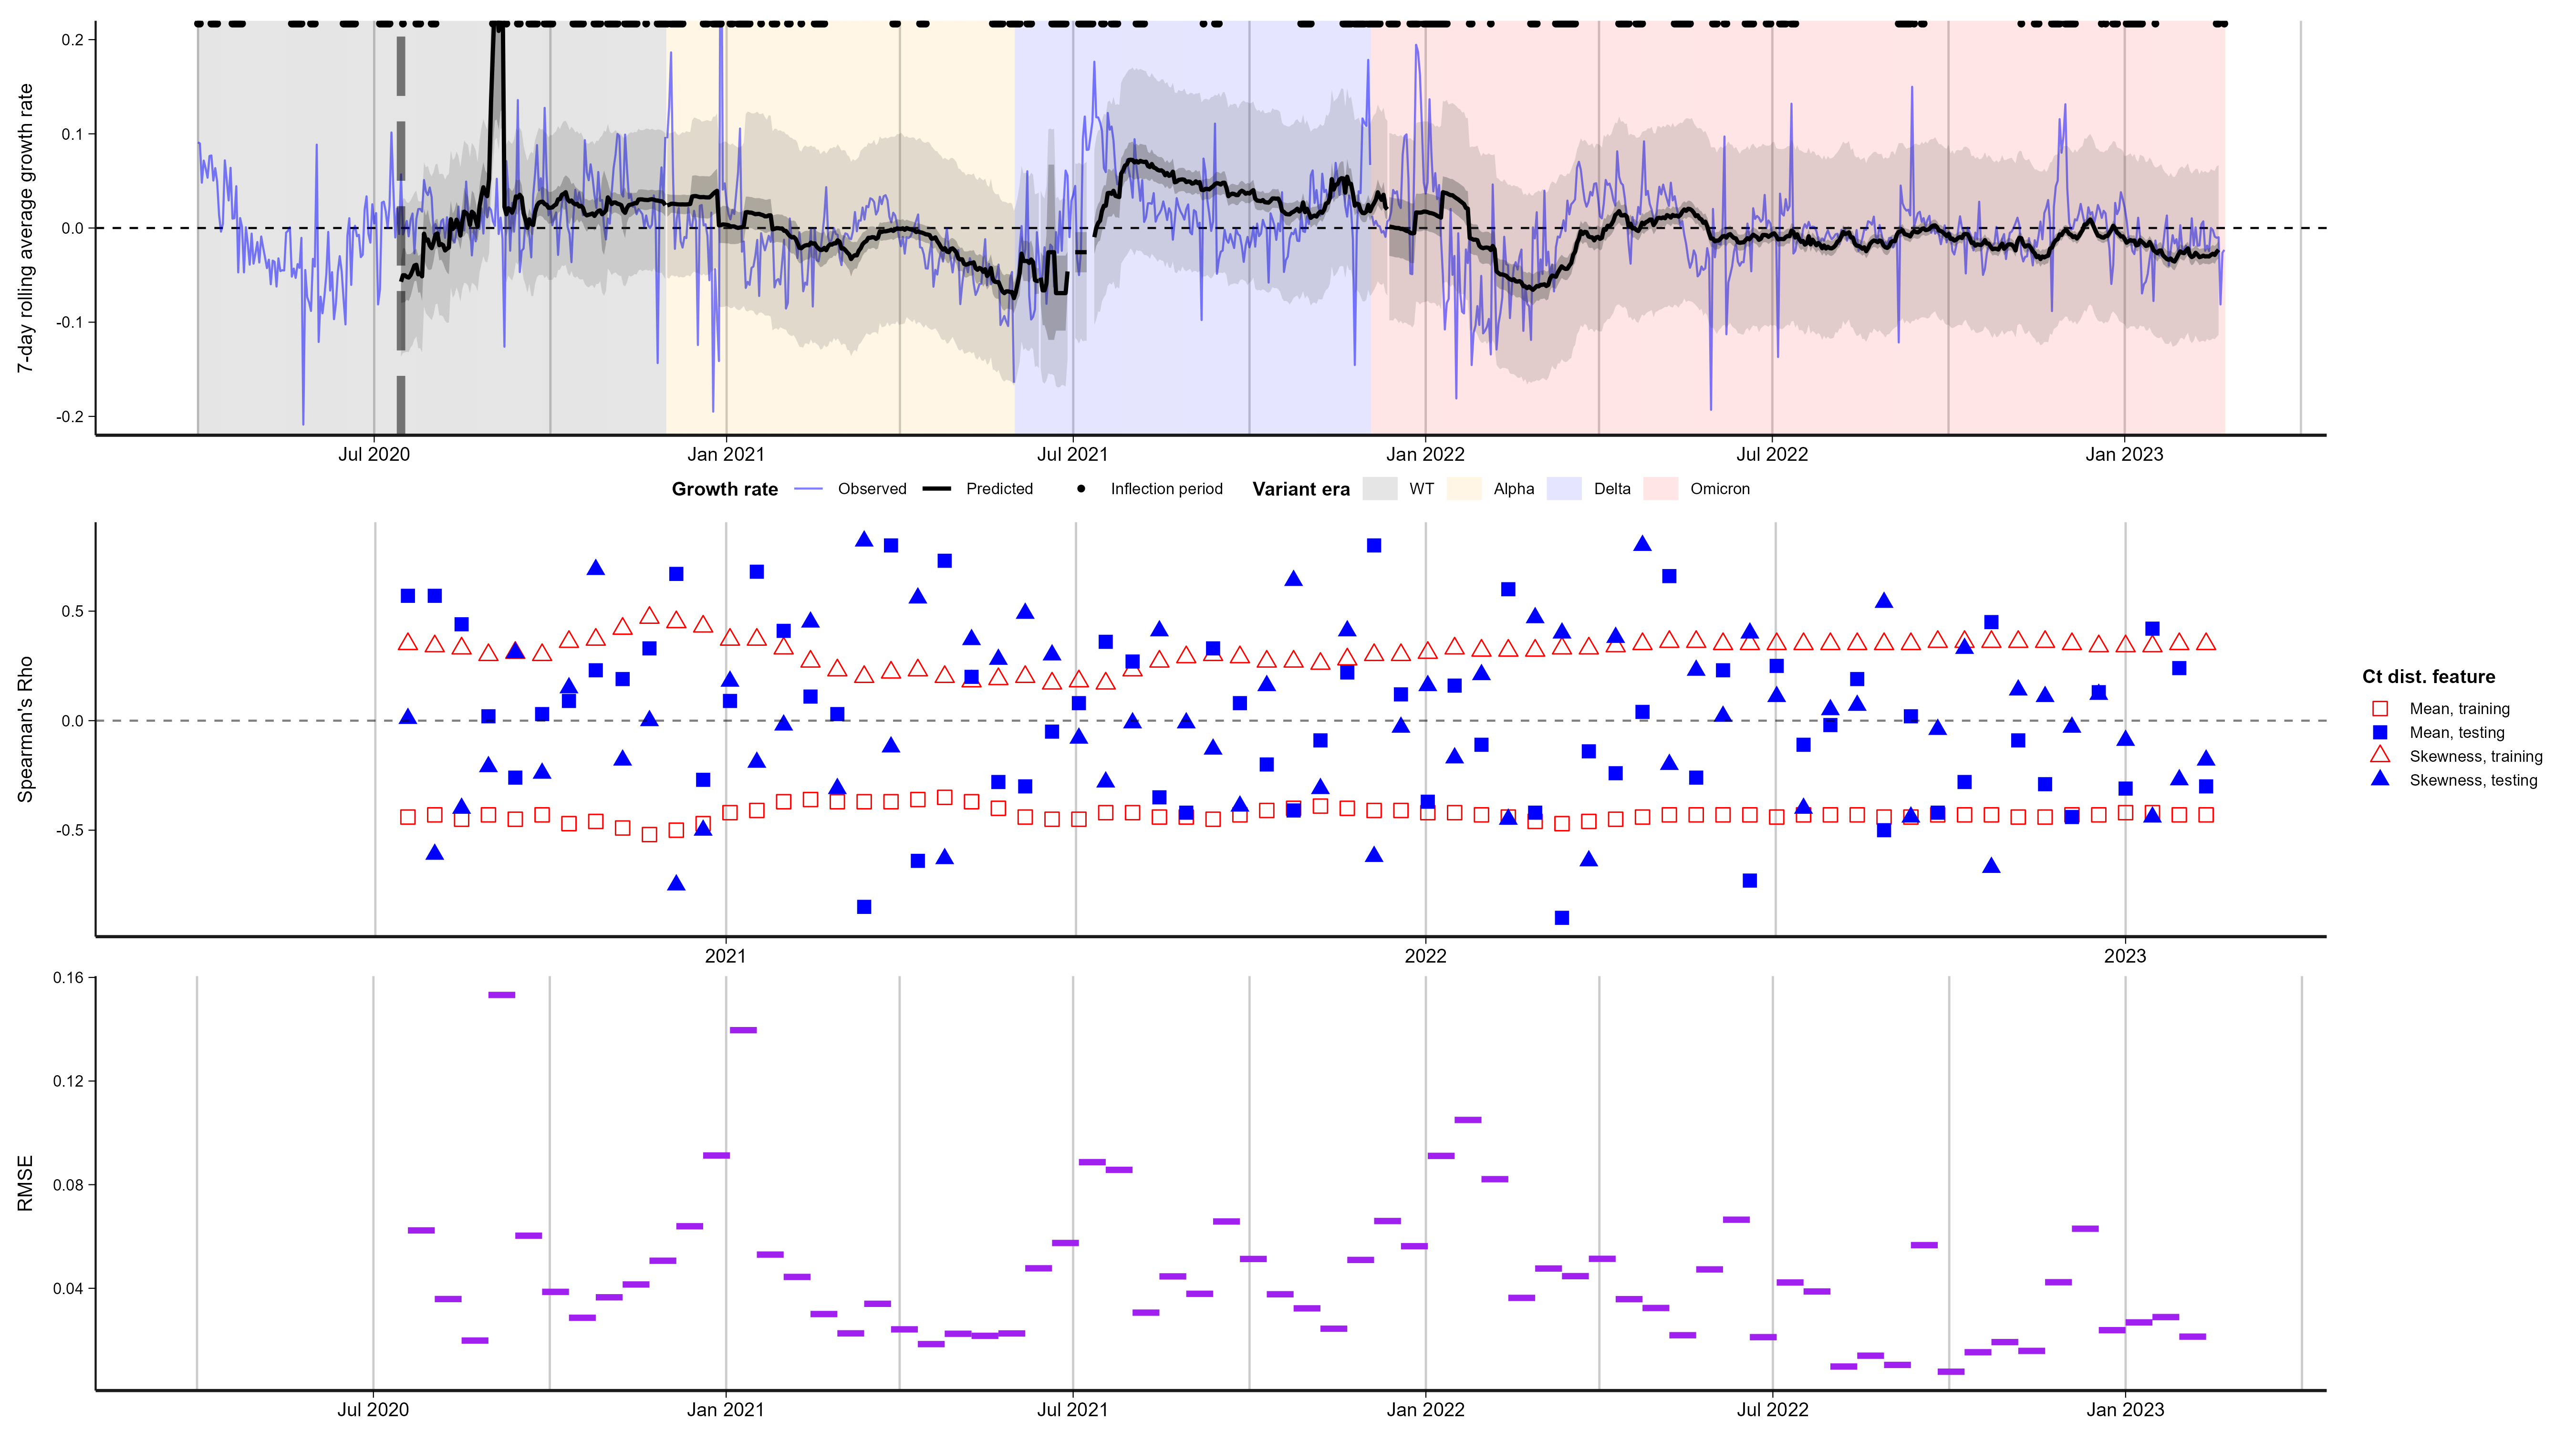 7-day rolling average growth rate
0.2
0.1
0.0
-0.1
-0.2
Jul 2020 Jan 2021 Jul 2021 Jan 2022 Jul 2022 Jan 2023
Growth rate Observed Predicted Inflection period Variant era WT Alpha Delta Omicron
Spearman's Rho
0.5
0.0
-0.5
2021 2022 2023
Ct dist. feature
Mean, training
Mean, testing
Skewness, training
Skewness, testing
RMSE
0.16
0.12
0.08
0.04
Jul 2020 Jan 2021 Jul 2021 Jan 2022 Jul 2022 Jan 2023